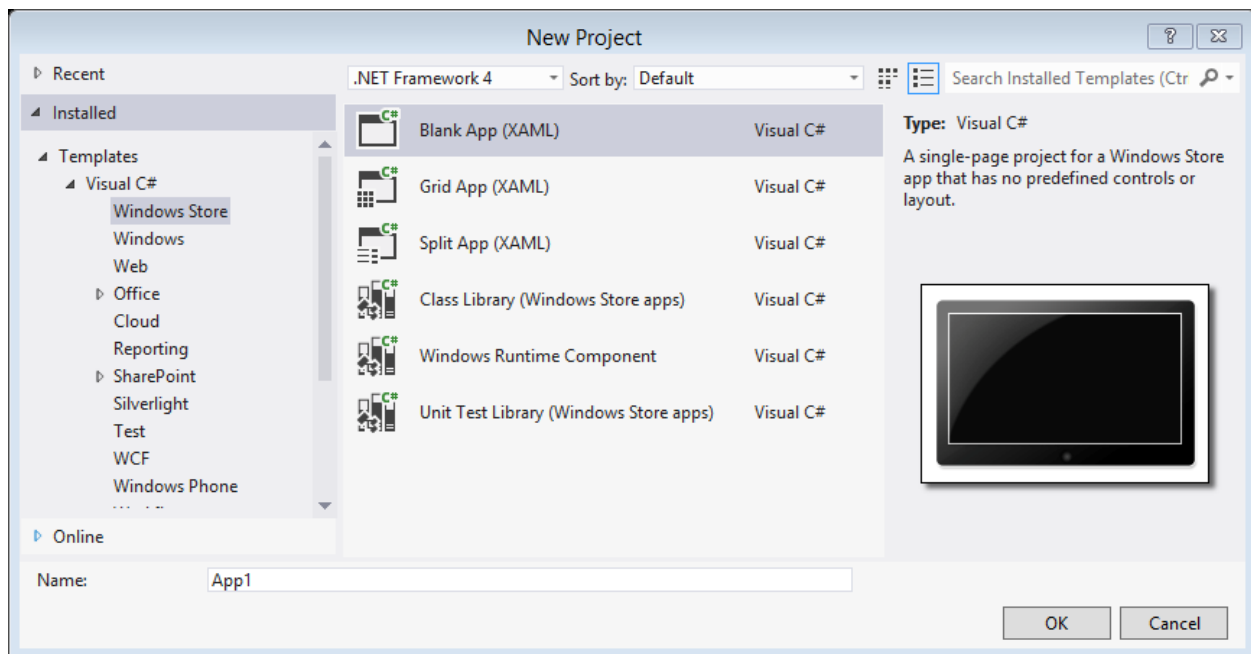 New Project
Recent
.NET Framework 4 Sort by: Default Search Installed Templates (Ctr
Installed
Templates
Visual C#
Windows Store
Windows
Web
Office
Cloud
Reporting
SharePoint
Silverlight
Test
WCF
Windows Phone
Online
C# Blank App (XAML) Visual C#
C# Grid App (XAML) Visual C#
C# Split App (XAML) Visual C#
C# Class Library (Windows Store apps) Visual C#
C# Windows Runtime Component Visual C#
C# Unit Test Library (Windows Store apps) Visual C#
Type: Visual C#
A single-page project for a Windows Store
app that has no predefined controls or
layout.
Name: App1
OK Cancel